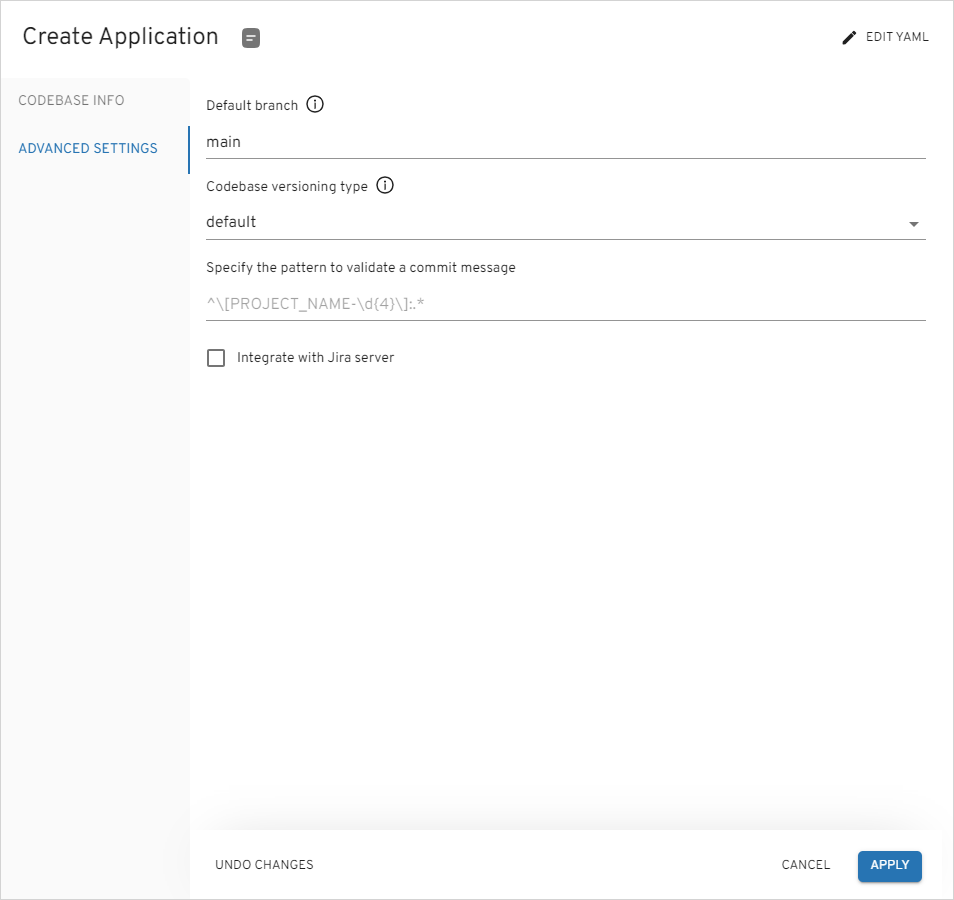 Create Application
EDIT YAML
CODEBASE INFO
ADVANCED SETTINGS
Default branch
main
Codebase versioning type
default
Specify the pattern to validate a commit message
^\[PROJECT_NAME-\d{4}\]:.*
Integrate with Jira server
UNDO CHANGES
CANCEL
APPLY